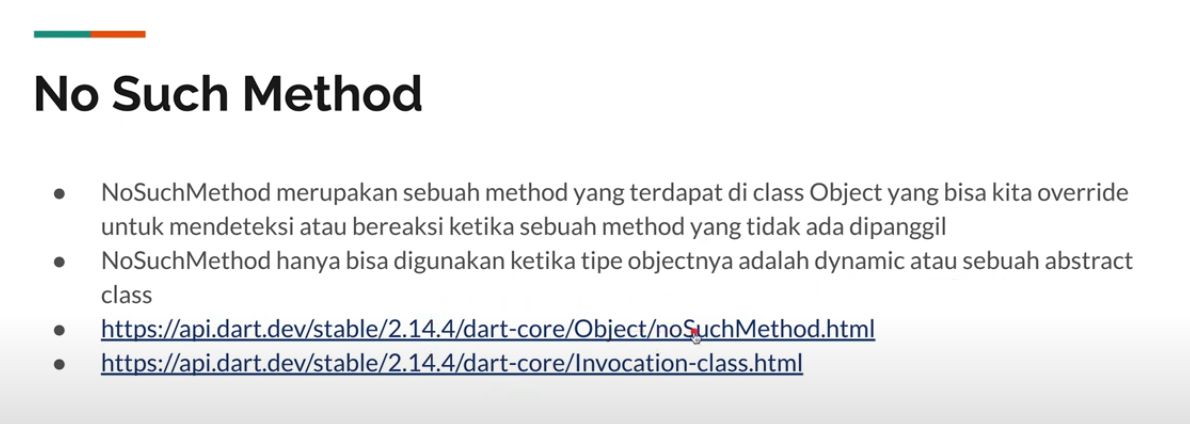 No Such Method
● NoSuchMethod merupakan sebuah method yang terdapat di class Object yang bisa kita override
untuk mendeteksi atau bereaksi ketika sebuah method yang tidak ada dipanggil
● NoSuchMethod hanya bisa digunakan ketika tipe objectnya adalah dynamic atau sebuah abstract
class
● https://api.dart.dev/stable/2.14.4/dart-core/Object/noSuchMethod.html
● https://api.dart.dev/stable/2.14.4/dart-core/Invocation-class.html